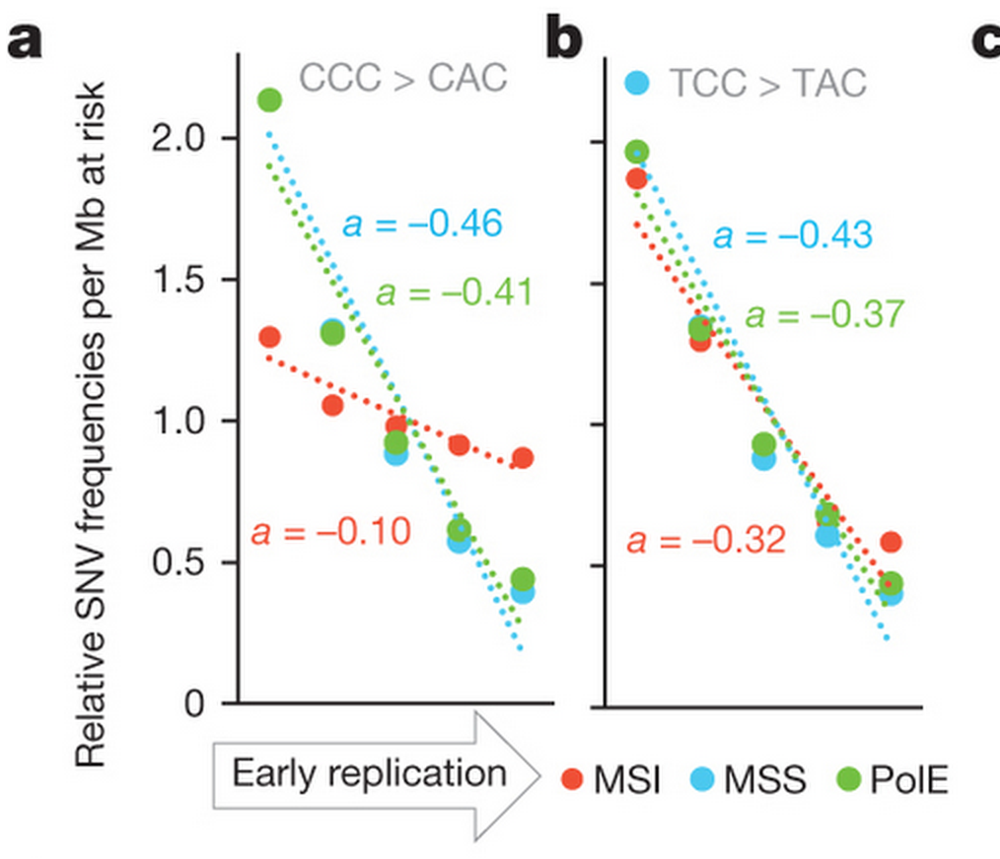 a
b
c
CCC > CAC
TCC > TAC
Relative SNV frequencies per Mb at risk
2.0
1.5
1.0
0.5
0
a = –0.46
a = –0.41
a = –0.10
a = –0.43
a = –0.37
a = –0.32
Early replication
MSI MSS PolE